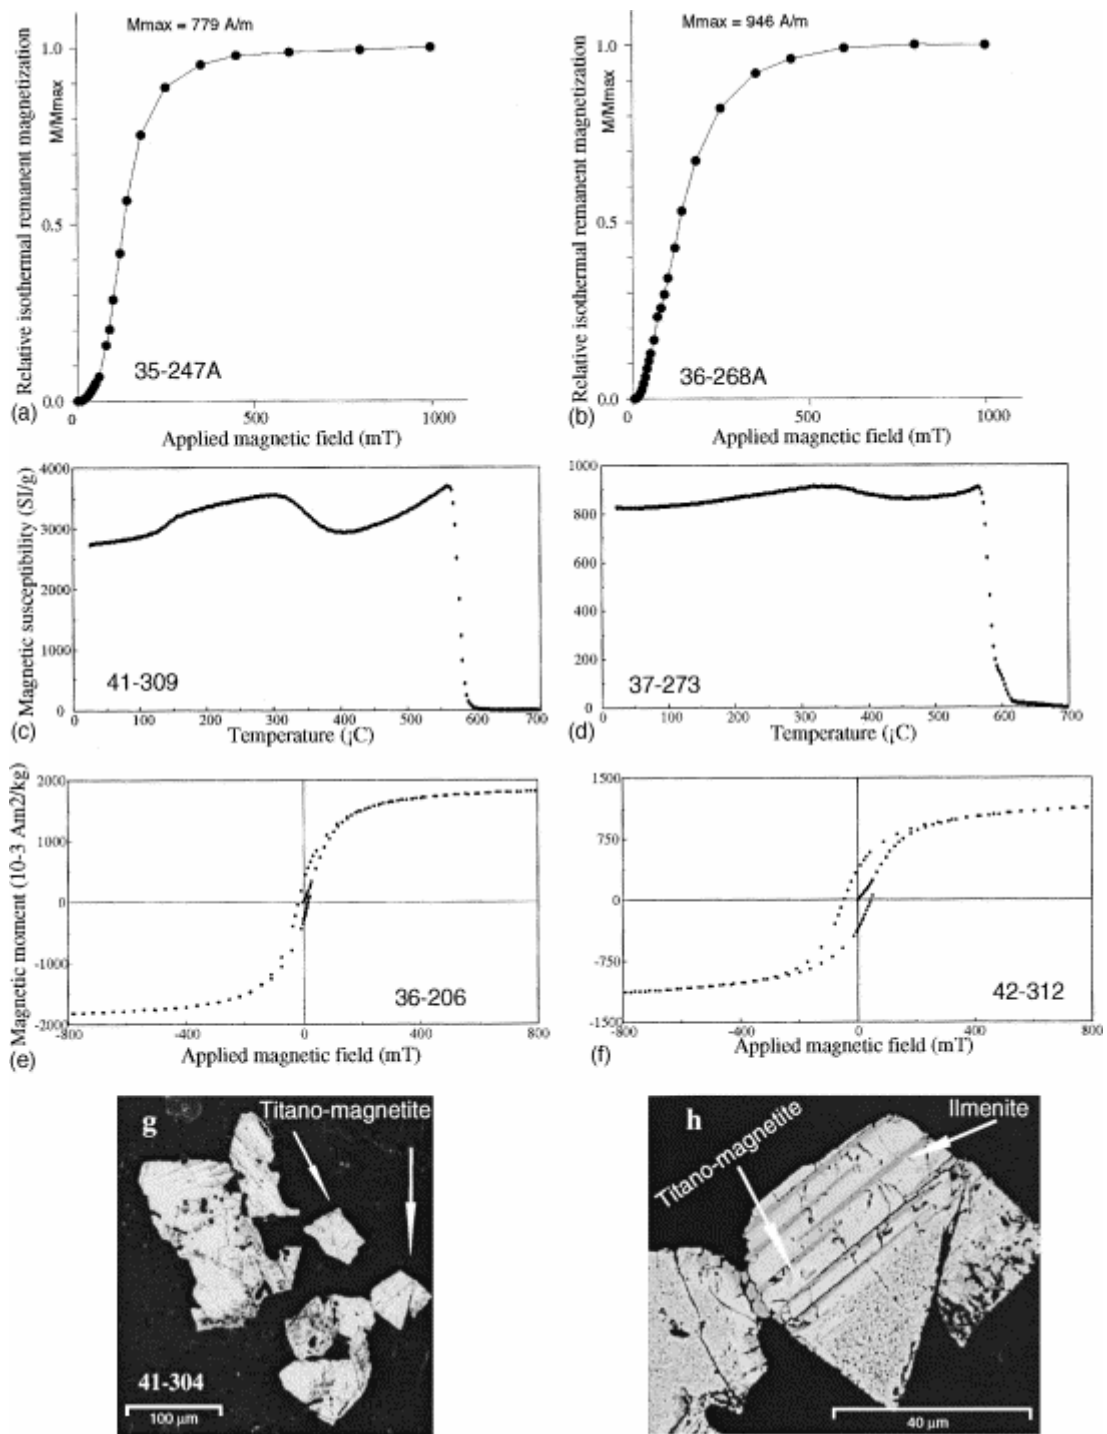 Mmax = 779 A/m
Relative isothermal remanent magnetization
M/Mmax
1.0
0.5
0.0
35-247A
0
500
1000
(a)
Applied magnetic field (mT)
Mmax = 946 A/m
Relative isothermal remanent magnetization
M/Mmax
1.0
0.5
0.0
36-268A
0
500
1000
(b)
Applied magnetic field (mT)
Magnetic susceptibility (SI/g)
4000
3000
2000
1000
0
41-309
0 100 200 300 400 500 600 700
(c)
Temperature (¡C)
1000
800
600
400
200
0
37-273
0 100 200 300 400 500 600 700
(d)
Temperature (¡C)
Magnetic moment (10-3 Am2/kg)
2000
1000
0
-1000
-2000
36-206
-800 -400 0 400 800
(e)
Applied magnetic field (mT)
1500
750
0
-750
-1500
42-312
-800 -400 0 400 800
(f)
Applied magnetic field (mT)
g
Titano-magnetite
41-304
100 µm
h
Ilmenite
Titano-magnetite
40 µm